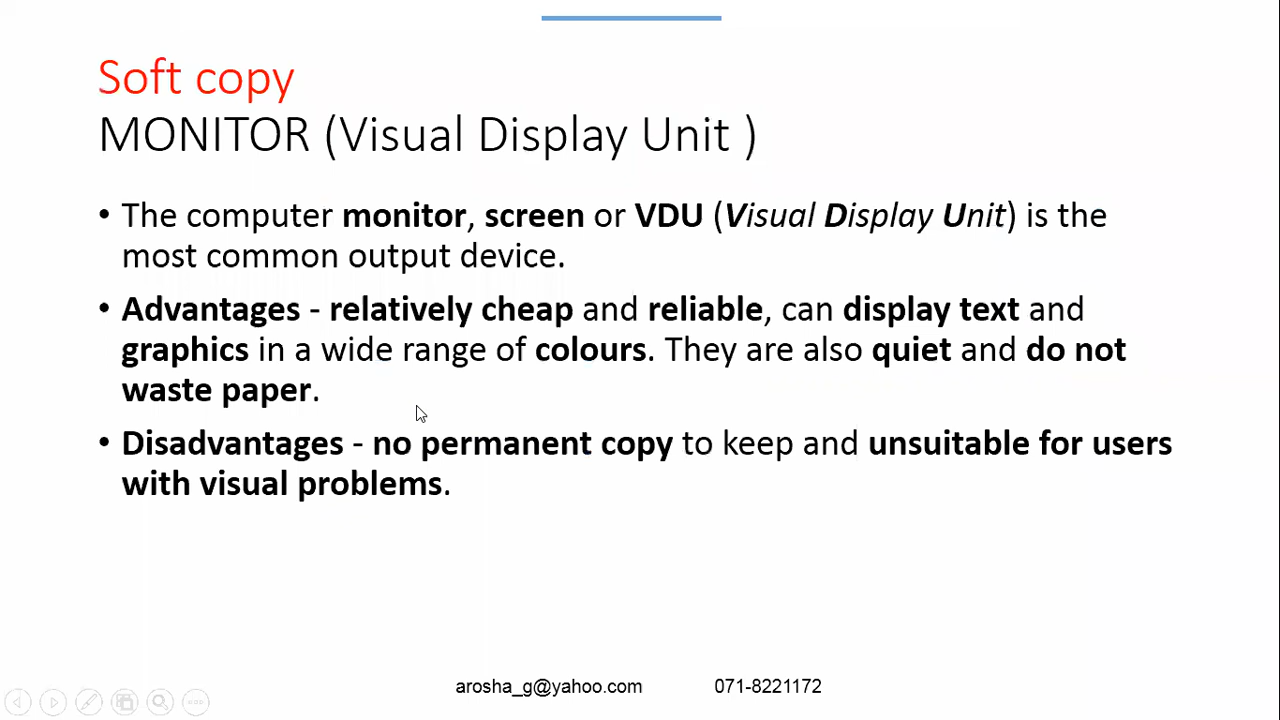 Soft copy
MONITOR (Visual Display Unit )
• The computer monitor, screen or VDU (Visual Display Unit) is the
most common output device.
• Advantages - relatively cheap and reliable, can display text and
graphics in a wide range of colours. They are also quiet and do not
waste paper.
• Disadvantages - no permanent copy to keep and unsuitable for users
with visual problems.
arosha_g@yahoo.com 071-8221172